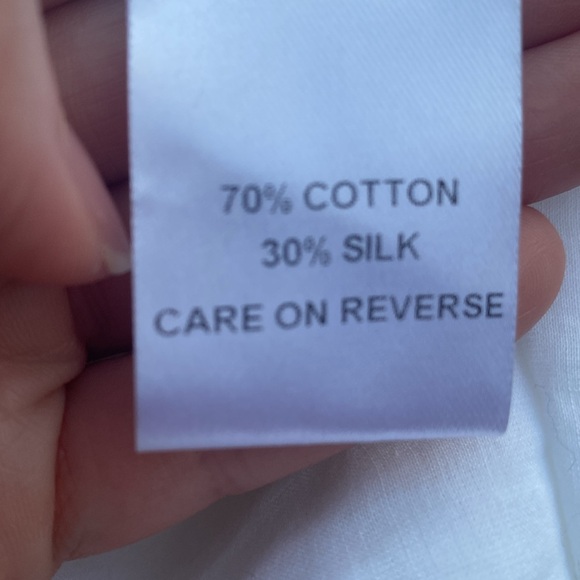 70% COTTON
30% SILK
CARE ON REVERSE